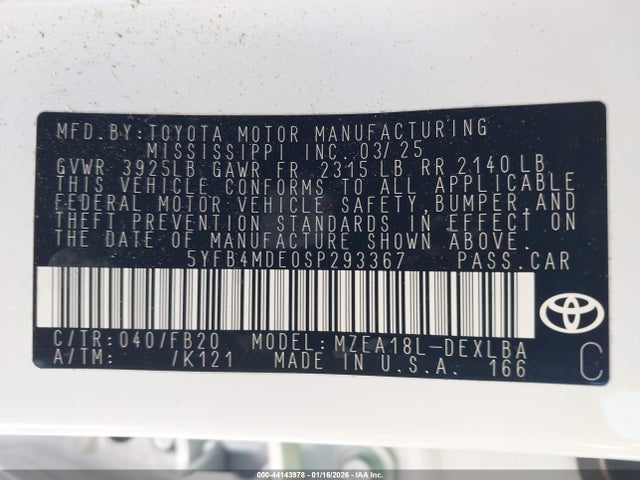 MFD.BY:TOYOTA MOTOR MANUFACTURING
MISSISSIPPI INC. 03/25
GVWR 3925LB GAWR FR 2315 LB RR 2140LB
THIS VEHICLE CONFORMS TO ALL APPLICABLE
FEDERAL MOTOR VEHICLE SAFETY, BUMPER, AND
THEFT PREVENTION STANDARDS IN EFFECT ON
THE DATE OF MANUFACTURE SHOWN ABOVE.
5YFB4MDE0SP293367 PASS.CAR
C/TR: 040/FB20 MODEL: MZEA18L-DEXLBA
A/TM: /K121 MADE IN U.S.A. 166
C
000-44143978 - 01/16/2026 - IAA Inc.